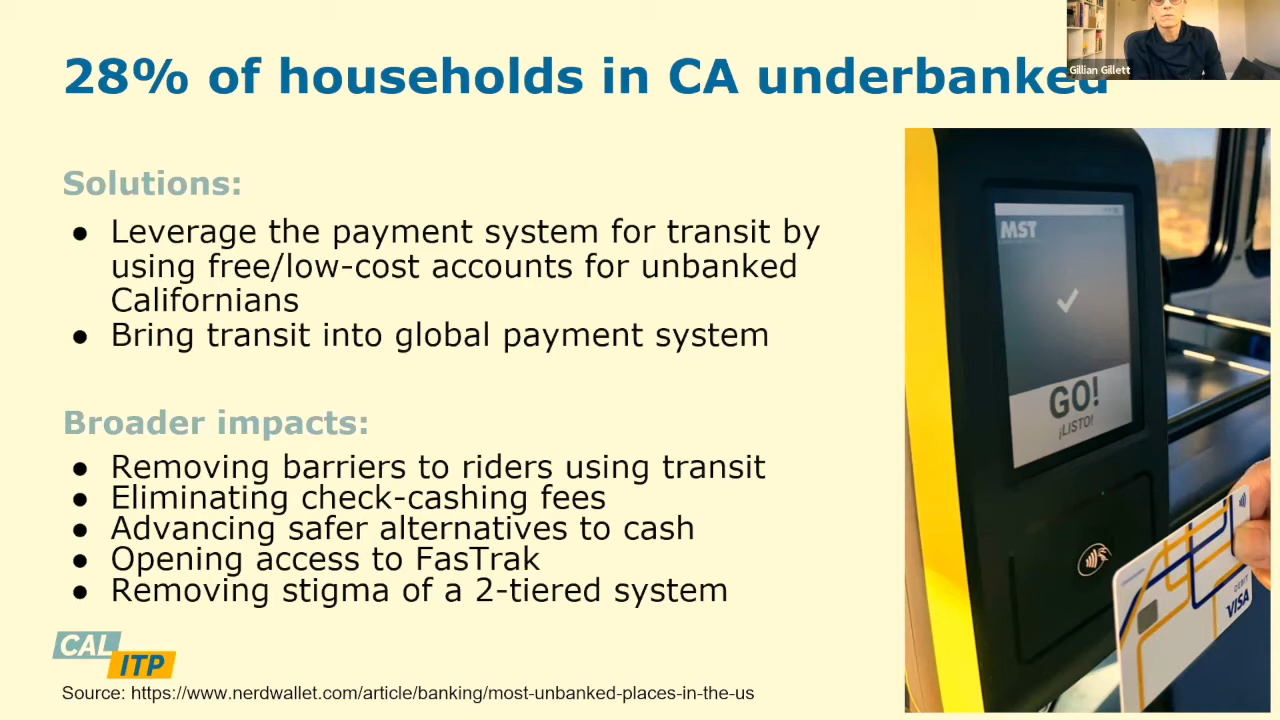 28% of households in CA underbanked
Gillian Gillett
Solutions:
● Leverage the payment system for transit by
using free/low-cost accounts for unbanked
Californians
● Bring transit into global payment system
Broader impacts:
● Removing barriers to riders using transit
● Eliminating check-cashing fees
● Advancing safer alternatives to cash
● Opening access to FasTrak
● Removing stigma of a 2-tiered system
CAL
ITP
Source: https://www.nerdwallet.com/article/banking/most-unbanked-places-in-the-us
MST
GO!
¡LISTO!
DEBIT
VISA